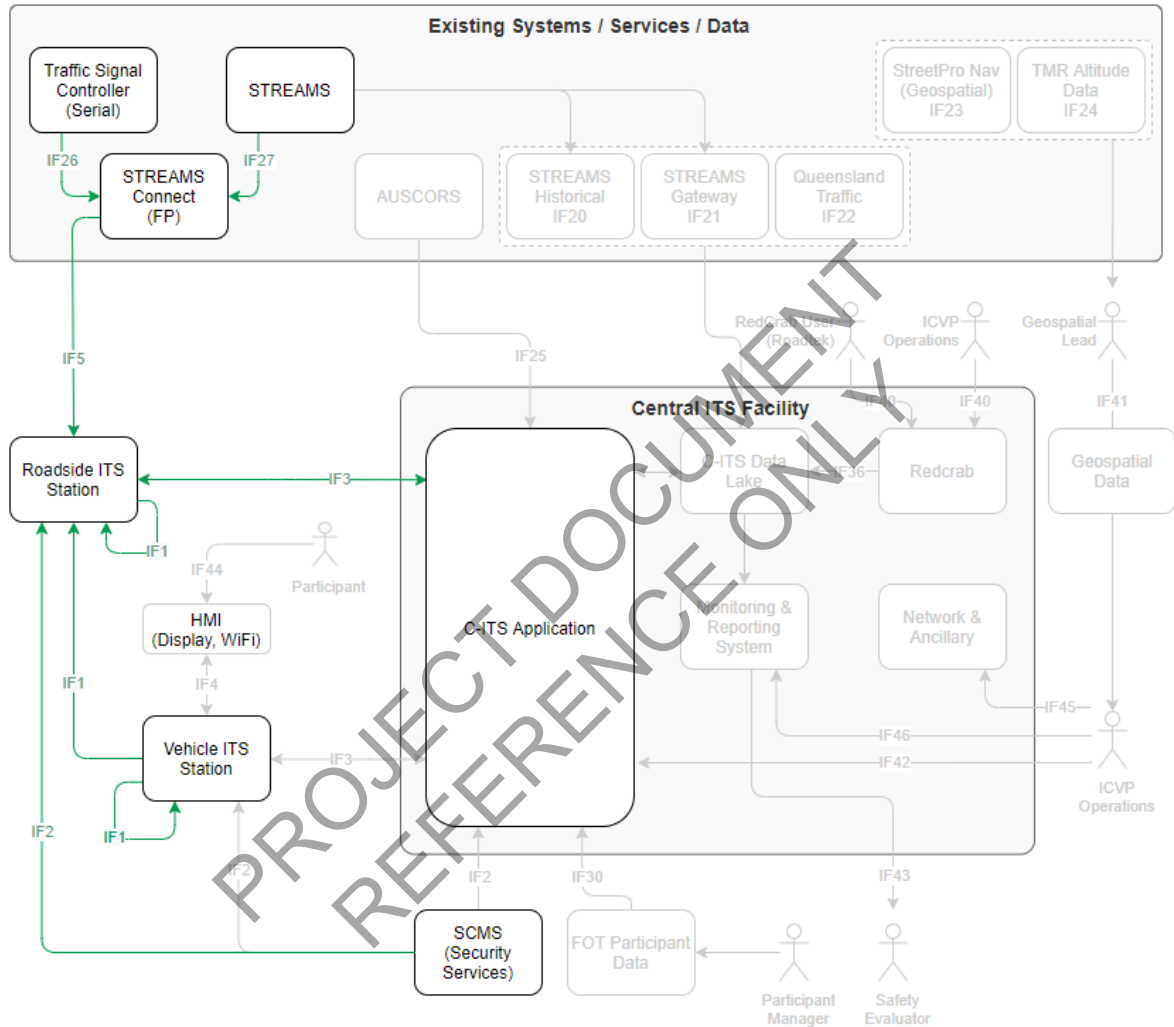 Existing Systems / Services / Data
Traffic Signal
Controller
(Serial)
STREAMS
StreetPro Nav
(Geospatial)
IF23
TMR Altitude
Data
IF24
IF26
IF27
STREAMS
Connect
(FP)
AUSCORS
STREAMS
Historical
IF20
STREAMS
Gateway
IF21
Queensland
Traffic
IF22
RedCrab User
(Roadtek)
ICVP
Operations
Geospatial
Lead
IF5
IF25
Central ITS Facility
IF40
IF40
IF41
Roadside ITS
Station
IF3
C-ITS Data
Lake
IF36
Redcrab
Geospatial
Data
IF1
IF44
Participant
HMI
(Display, WiFi)
C-ITS Application
Monitoring &
Reporting
System
Network &
Ancillary
IF1
IF4
IF45
Vehicle ITS
Station
IF3
IF46
IF42
ICVP
Operations
IF2
IF1
IF2
IF2
IF30
IF43
SCMS
(Security
Services)
FOT Participant
Data
Participant
Manager
Safety
Evaluator
PROJECT DOCUMENT
REFERENCE ONLY